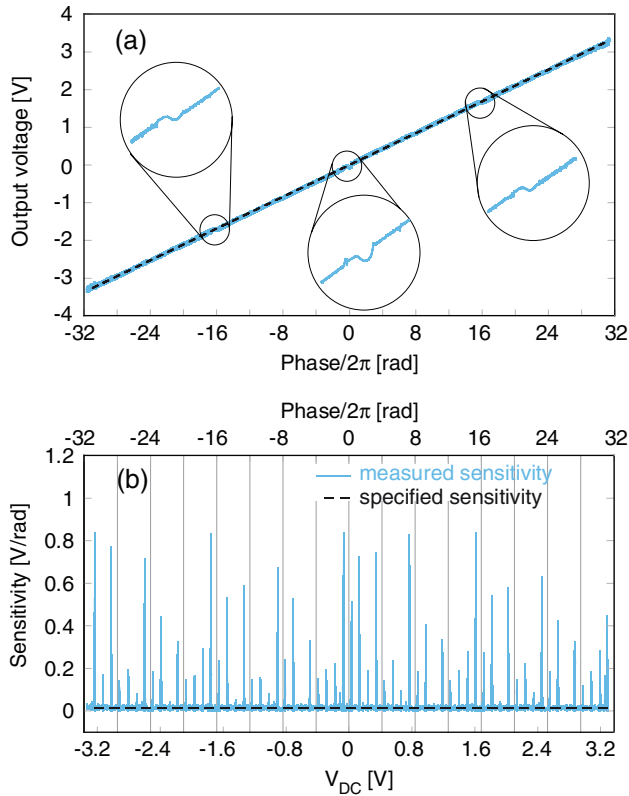 (a)
Output voltage [V]
4
3
2
1
0
-1
-2
-3
-4
-32 -24 -16 -8 0 8 16 24 32
Phase/2π [rad]
Phase/2π [rad]
-32 -24 -16 -8 0 8 16 24 32
(b)
measured sensitivity
specified sensitivity
Sensitivity [V/rad]
1.2
1
0.8
0.6
0.4
0.2
0
-3.2 -2.4 -1.6 -0.8 0 0.8 1.6 2.4 3.2
V_DC [V]